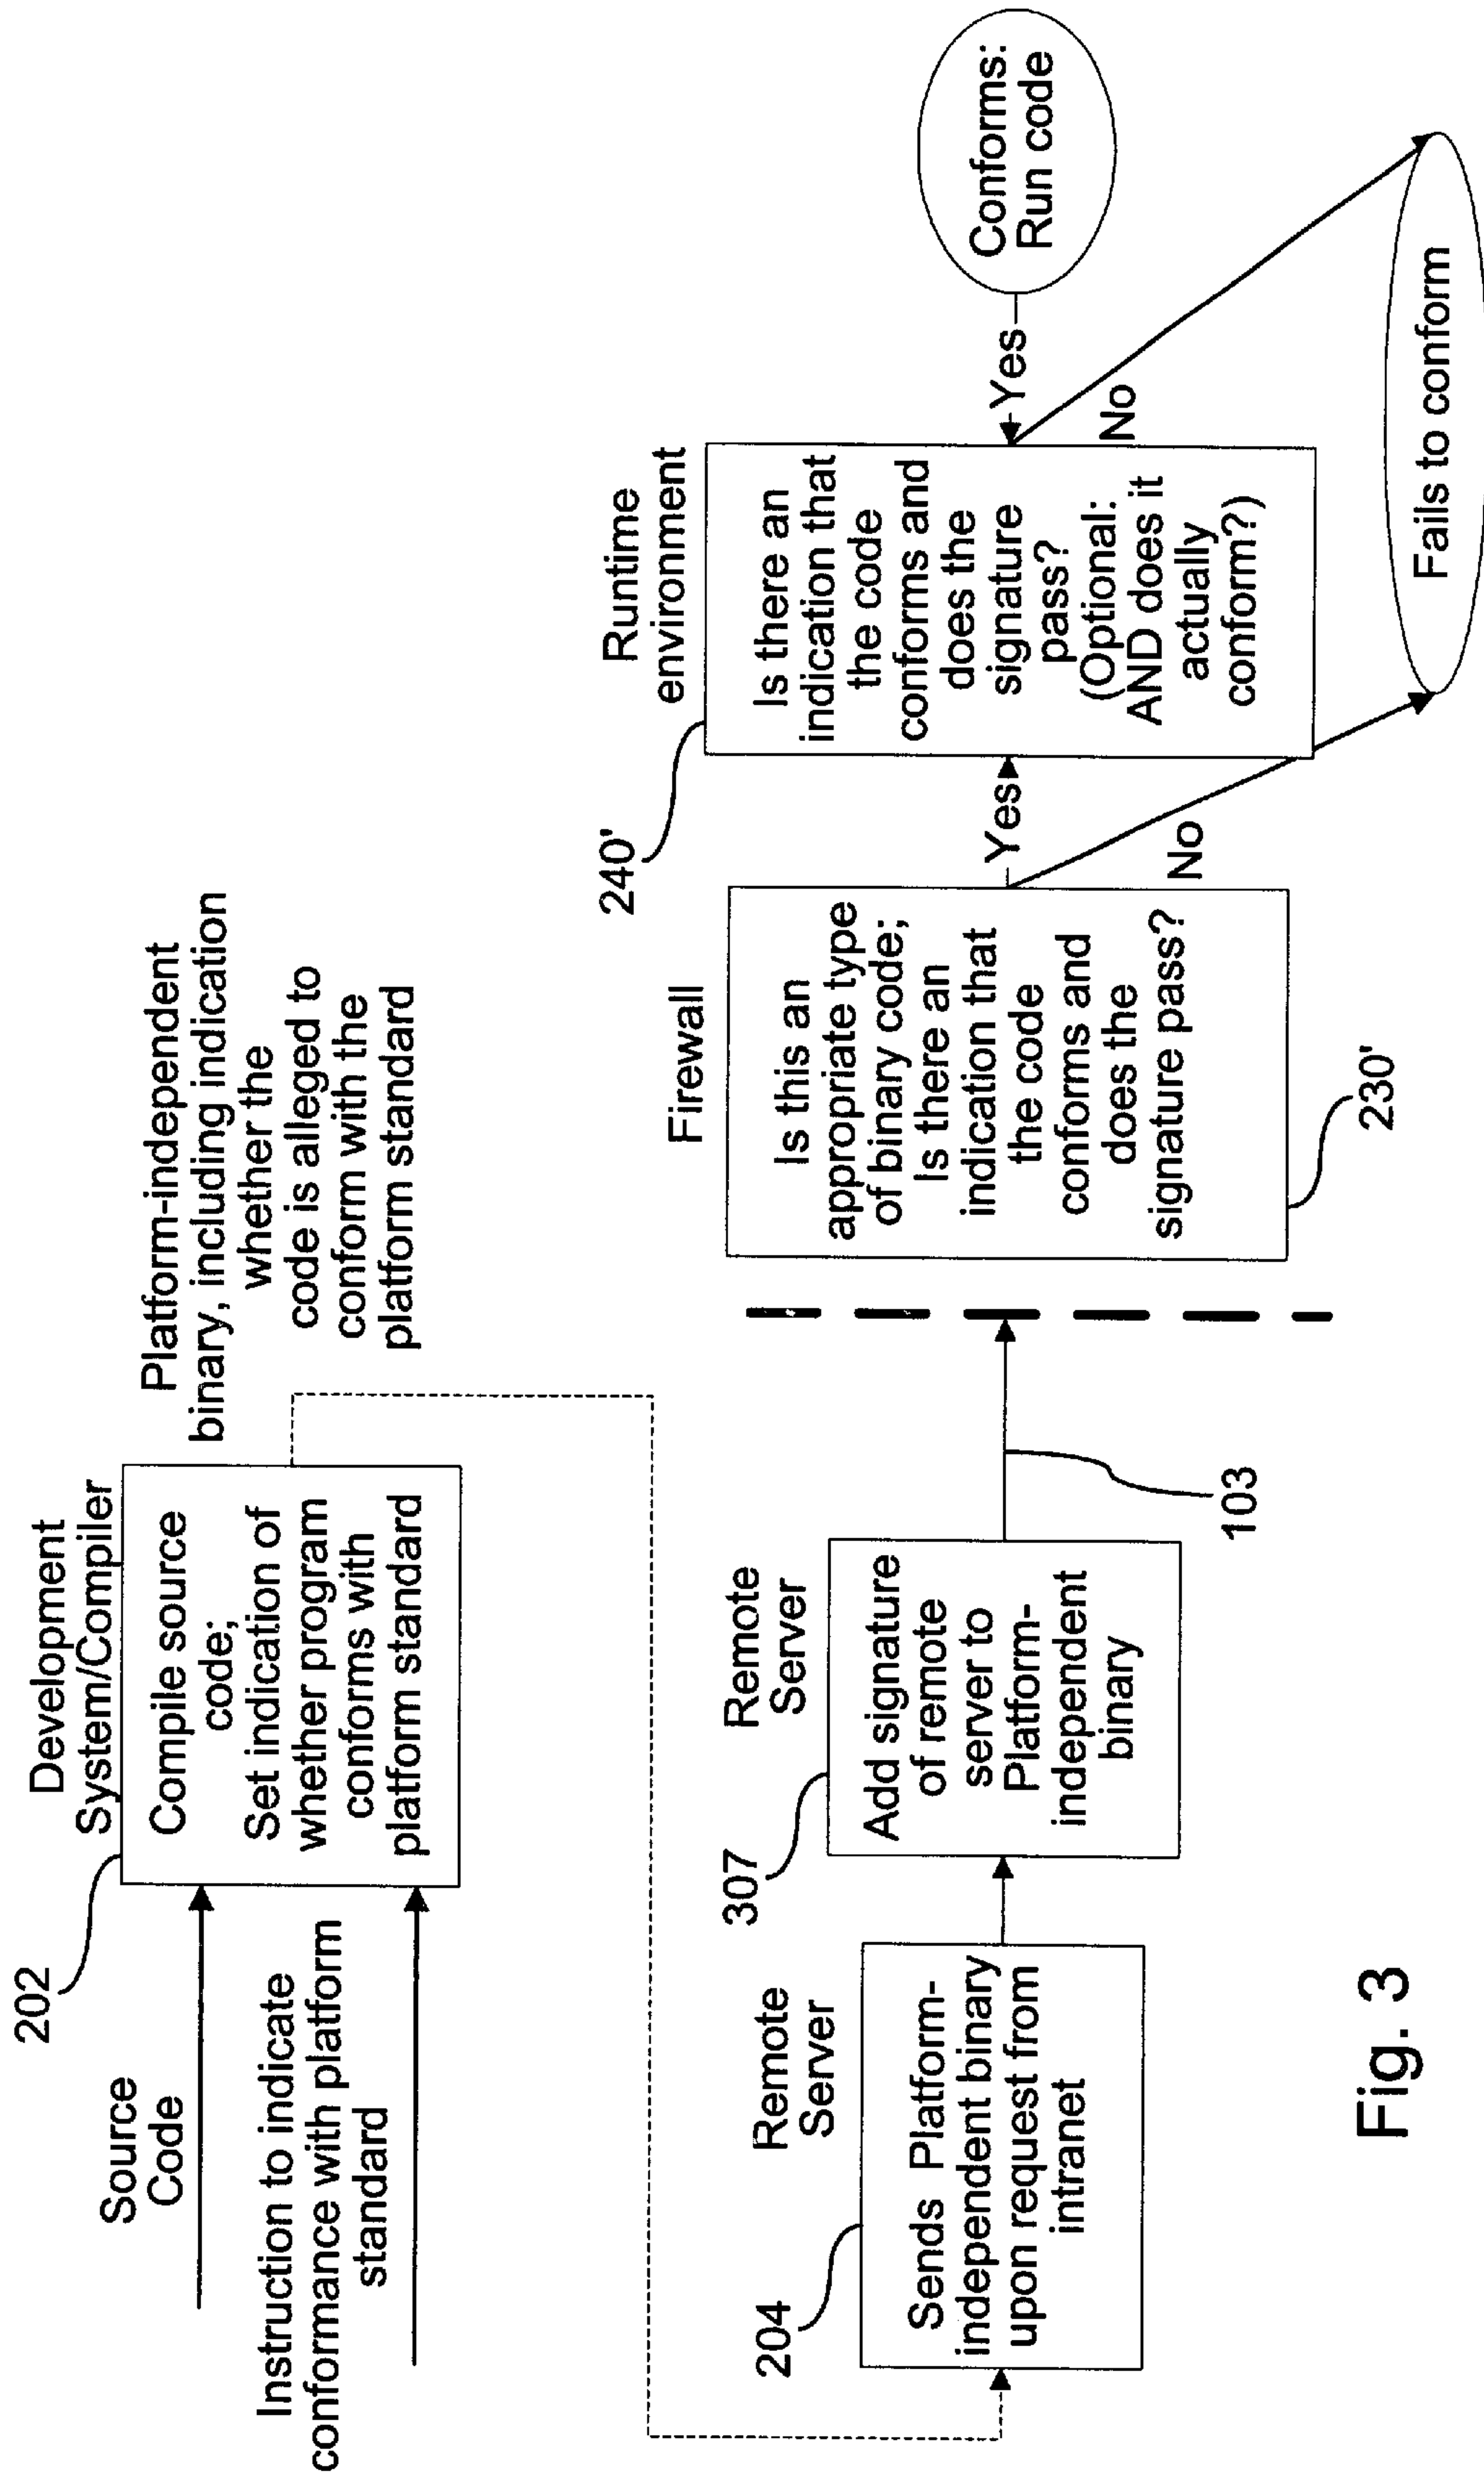 202
Development
System/Compiler
Source
Code
Instruction to indicate
conformance with platform
standard
Compile source
code;
Set indication of
whether program
conforms with
platform standard
Platform-independent
binary, including indication
whether the
code is alleged to
conform with the
platform standard
204
Remote
Server
Sends Platform-
independent binary
upon request from
intranet
307
Remote
Server
Add signature
of remote
server to
Platform-
independent
binary
103
Firewall
Is this an
appropriate type
of binary code;
Is there an
indication that
the code
conforms and
does the
signature pass?
230'
Yes
No
240'
Runtime
environment
Is there an
indication that
the code
conforms and
does the
signature
pass?
(Optional:
AND does it
actually
conform?)
Yes
No
Conforms:
Run code
Fails to conform
Fig. 3